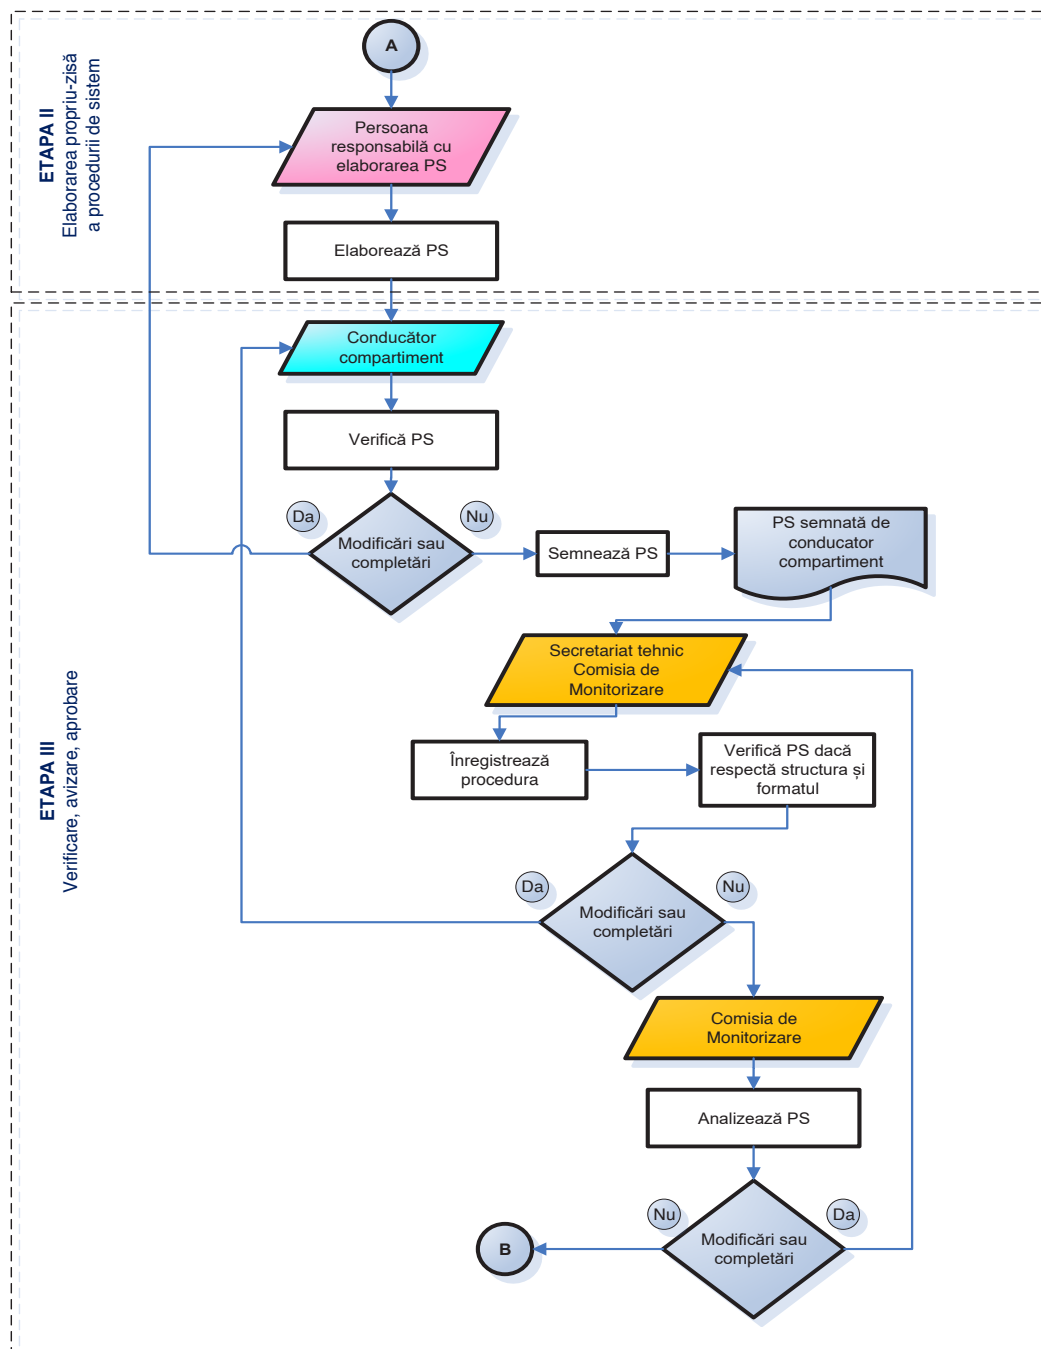 ETAPA II
Elaborarea propriu-zisă
a procedurii de sistem
A
Persoana
responsabilă cu
elaborarea PS
Elaborează PS
ETAPA III
Verificare, avizare, aprobare
Conducător
compartiment
Verifică PS
Da
Nu
Modificări sau
completări
Semnează PS
PS semnată de
conducator
compartiment
Secretariat tehnic
Comisia de
Monitorizare
Înregistrează
procedura
Verifică PS dacă
respectă structura și
formatul
Da
Nu
Modificări sau
completări
Comisia de
Monitorizare
Analizează PS
Nu
Da
Modificări sau
completări
B